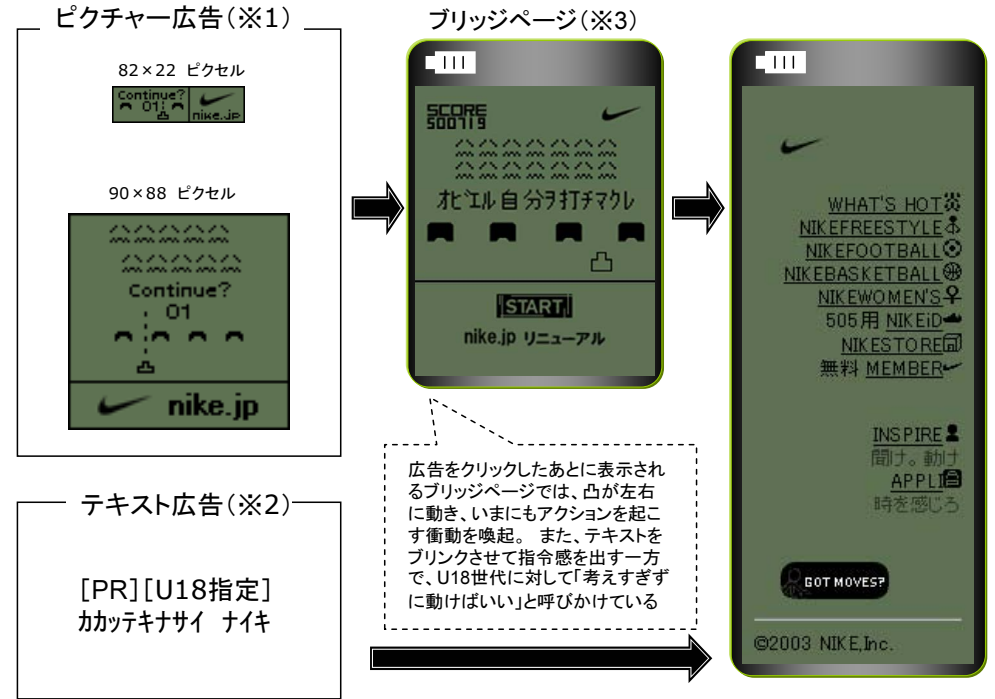 ピクチャー広告(※1)
82×22 ピクセル
Continue?
01
nike.jp
90×88 ピクセル
Continue?
01
nike.jp
テキスト広告(※2)
[PR][U18指定]
カカッテキナサイ ナイキ
ブリッジページ(※3)
SCORE
500719
オビエル自分ヲ打チマクレ
START
nike.jp リニューアル
広告をクリックしたあとに表示され
るブリッジページでは、凸が左右
に動き、いまにもアクションを起こ
す衝動を喚起。 また、テキストを
ブリンクさせて指令感を出す一方
で、U18世代に対して「考えすぎず
に動けばいい」と呼びかけている
WHAT'S HOT
NIKEFREESTYLE
NIKEFOOTBALL
NIKEBASKETBALL
NIKEWOMEN'S
505用 NIKEiD
NIKESTORE
無料 MEMBER
INSPIRE
聞け。動け
APPLI
時を感じろ
GOT MOVES?
©2003 NIKE,Inc.